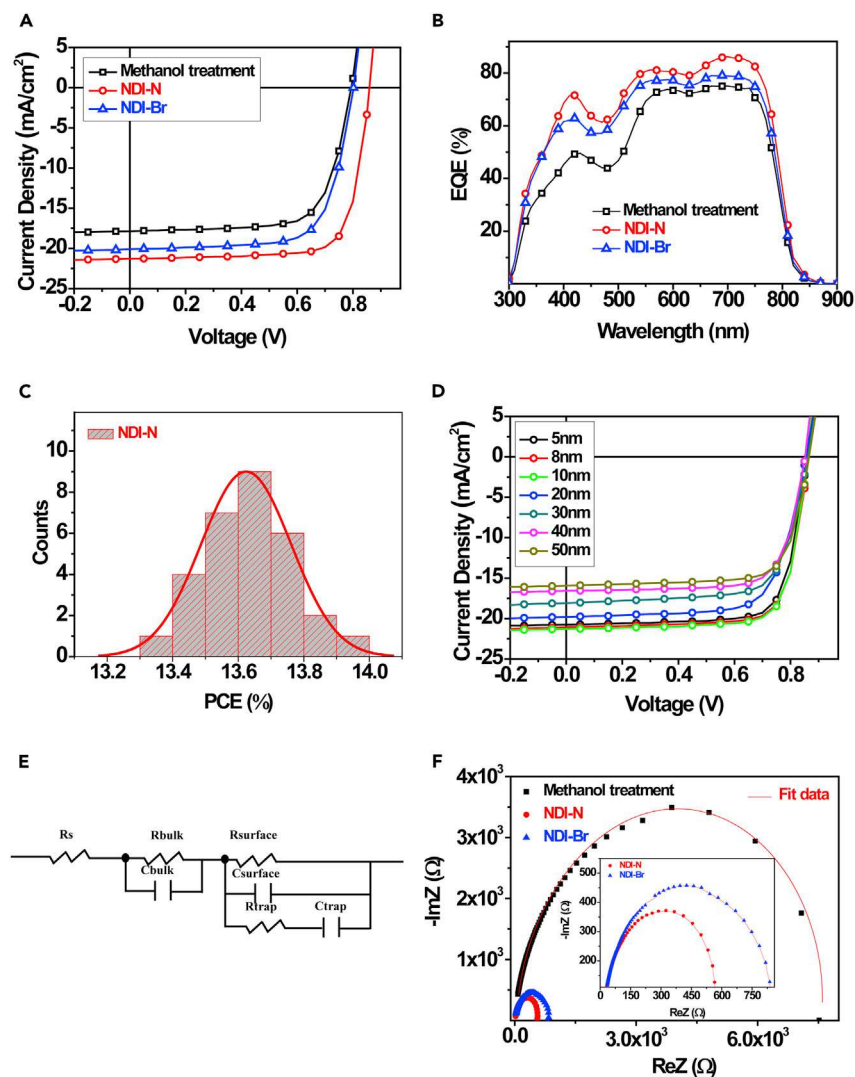 A
Current Density (mA/cm²)
5
0
-5
-10
-15
-20
-25
Methanol treatment
NDI-N
NDI-Br
-0.2 0.0 0.2 0.4 0.6 0.8
Voltage (V)
B
EQE (%)
80
60
40
20
Methanol treatment
NDI-N
NDI-Br
300 400 500 600 700 800 900
Wavelength (nm)
C
Counts
9
6
4
2
0
NDI-N
13.2 13.4 13.6 13.8 14.0
PCE (%)
D
Current Density (mA/cm²)
5
0
-5
-10
-15
-20
-25
5nm
8nm
10nm
20nm
30nm
40nm
50nm
-0.2 0.0 0.2 0.4 0.6 0.8
Voltage (V)
E
Rs
Rbulk
Cbulk
Rsurface
Csurface
Rtrap
Ctrap
F
-ImZ (Ω)
4x10³
3x10³
2x10³
1x10³
0
Methanol treatment
NDI-N
NDI-Br
Fit data
-ImZ (Ω)
450
400
300
200
NDI-N
NDI-Br
0 150 300 450 600 750
ReZ (Ω)
0.0 3.0x10³ 6.0x10³
ReZ (Ω)